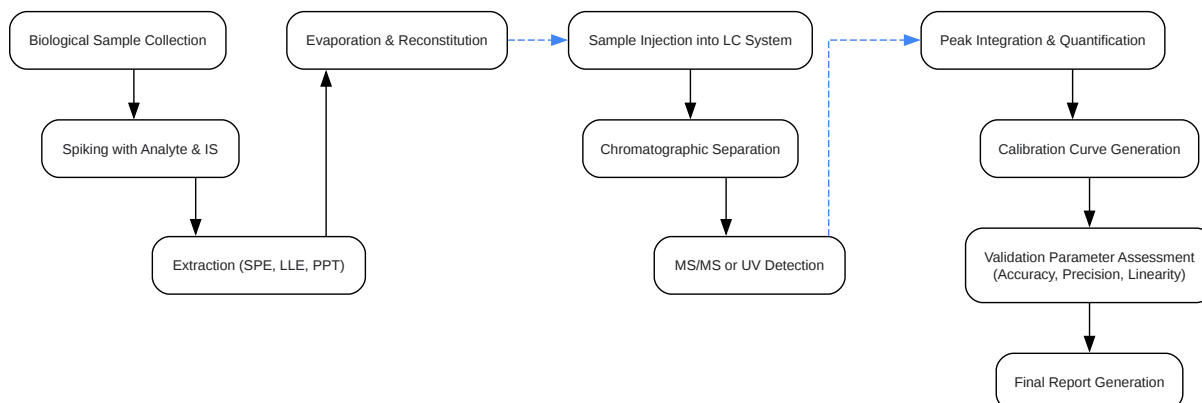 Biological Sample Collection
Spiking with Analyte & IS
Extraction (SPE, LLE, PPT)
Evaporation & Reconstitution
Sample Injection into LC System
Chromatographic Separation
MS/MS or UV Detection
Peak Integration & Quantification
Calibration Curve Generation
Validation Parameter Assessment
(Accuracy, Precision, Linearity)
Final Report Generation